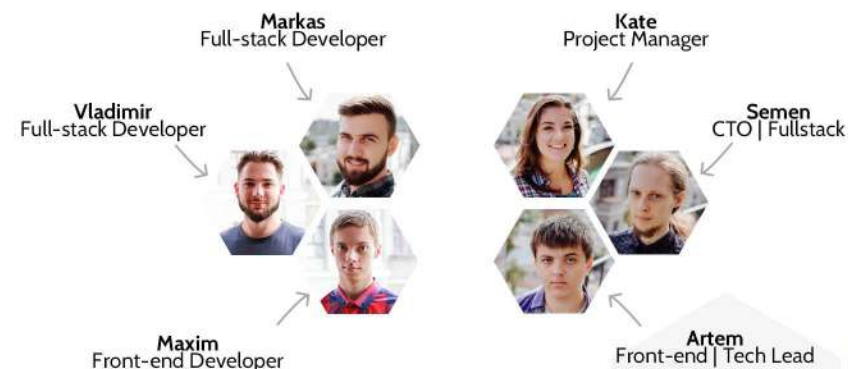 Markas
Full-stack Developer
Kate
Project Manager
Vladimir
Full-stack Developer
Semen
CTO | Fullstack
Maxim
Front-end Developer
Artem
Front-end | Tech Lead